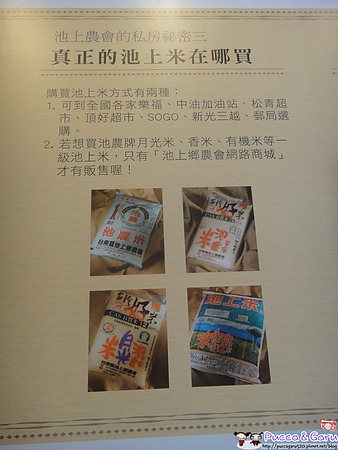 池上農會的私房祕密三
真正的池上米在哪買
購買池上米方式有兩種：
1. 可到全國各家樂福、中油加油站、松青超
市、頂好超市、SOGO、新光三越、郵局選
購。
2. 若想買池農牌月光米、香米、有機米等一
級池上米，只有「池上鄉農會網路商城」
才有販售喔！
池農米
池上米
Pucca & Garu